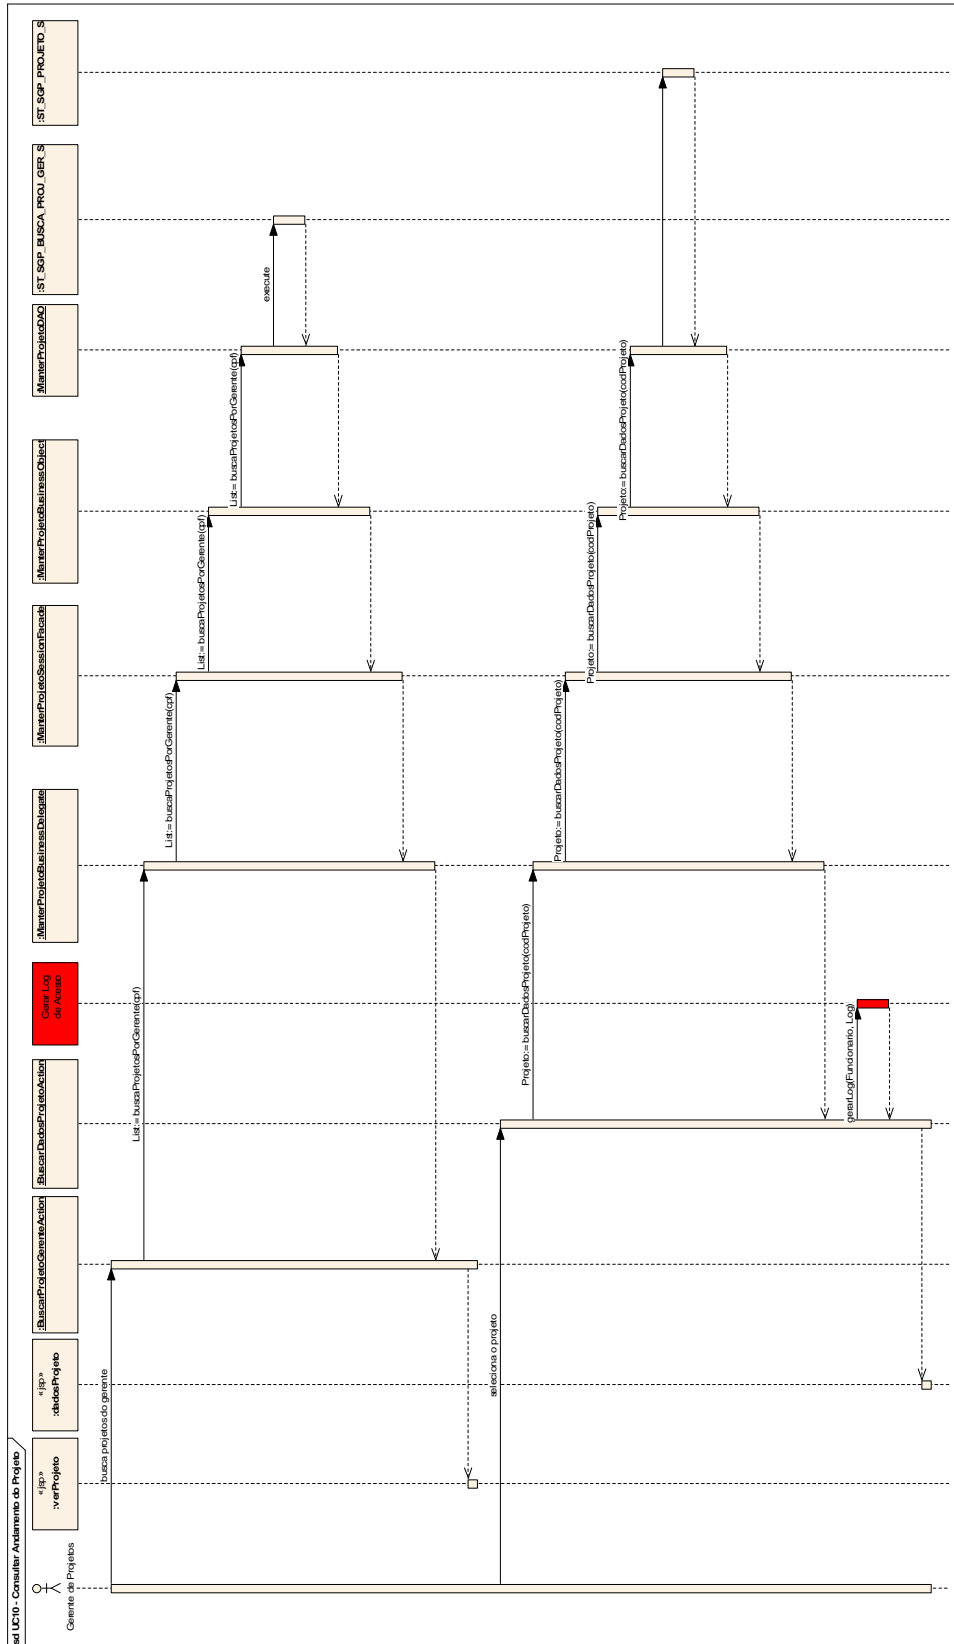 sd UC10 - Consultar Andamento do Projeto
Gerente de Projetos
«jsp»
:verProjeto
«jsp»
:dadosProjeto
:BuscarProjetoGerenteAction
:BuscarDadosProjetoAction
Gerar Log
de Acesso
:ManterProjetoBusinessDelegate
:ManterProjetoSessionFacade
:ManterProjetoBusinessObject
:ManterProjetoDAO
:ST_SGP_BUSCA_PROJ_GER_S
:ST_SGP_PROJETO_S
busca projetos do gerente
List:= buscaProjetosPorGerente(cpf)
List:= buscaProjetosPorGerente(cpf)
List:= buscaProjetosPorGerente(cpf)
List:= buscaProjetosPorGerente(cpf)
execute
seleciona o projeto
Projeto:= buscarDadosProjeto(codProjeto)
Projeto:= buscarDadosProjeto(codProjeto)
Projeto:= buscarDadosProjeto(codProjeto)
Projeto:= buscarDadosProjeto(codProjeto)
gerarLog(Funcionario, Log)